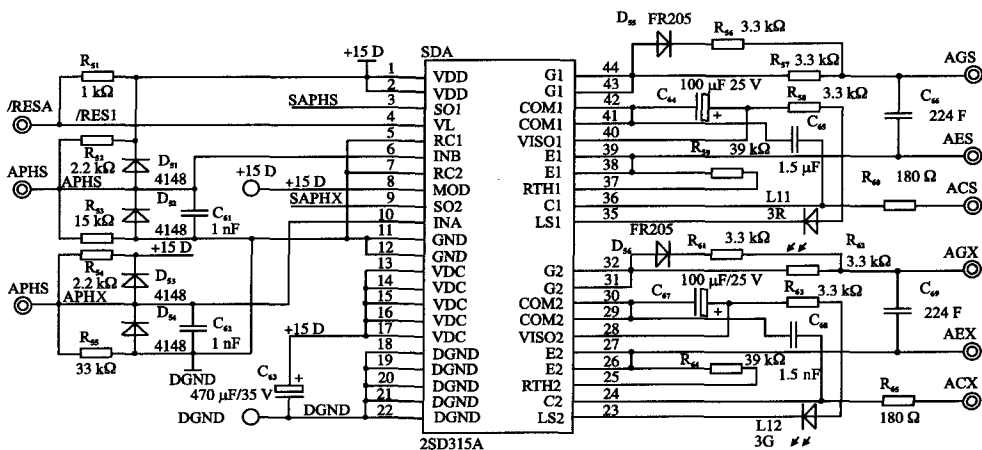 D₅₅ FR205
R₅₆ 3.3 kΩ
+15 D
SDA
R₅₁
1 kΩ
/RESA
/RES1
SAPHS
R₅₂
2.2 kΩ
APHS
APHS
D₅₁
4148
D₅₂
4148
R₅₃
15 kΩ
C₆₁
1 nF
+15 D
+15 D
SAPHX
R₅₄
2.2 kΩ
+15 D
APHS
APHX
D₅₃
4148
D₅₄
4148
R₅₅
33 kΩ
C₆₂
1 nF
DGND
+15 D
C₆₃
+
470 μF/35 V
DGND
DGND
1 VDD
2 VDD
3 SO1
4 VL
5 RC1
6 INB
7 RC2
8 MOD
9 SO2
10 INA
11 GND
12 GND
13 VDC
14 VDC
15 VDC
16 VDC
17 VDC
18 DGND
19 DGND
20 DGND
21 DGND
22 DGND
2SD315A
G1 44
G1 43
COM1 42
COM1 41
VISO1 40
E1 39
E1 38
RTH1 37
C1 36
LS1 35
G2 32
G2 31
COM2 30
COM2 29
VISO2 28
E2 27
E2 26
RTH2 25
C2 24
LS2 23
R₅₇ 3.3 kΩ
100 μF 25 V
C₆₄
+
R₅₈ 3.3 kΩ
C₆₅
1.5 μF
R₅₉ 39 kΩ
L11
3R
C₆₆
224 F
R₆₀
180 Ω
AGS
AES
ACS
FR205
D₅₆
R₆₁ 3.3 kΩ
R₆₂
3.3 kΩ
100 μF/25 V
C₆₇
+
R₆₃ 3.3 kΩ
C₆₈
1.5 nF
R₆₄ 39 kΩ
L12
3G
C₆₉
224 F
R₆₅
180 Ω
AGX
AEX
ACX